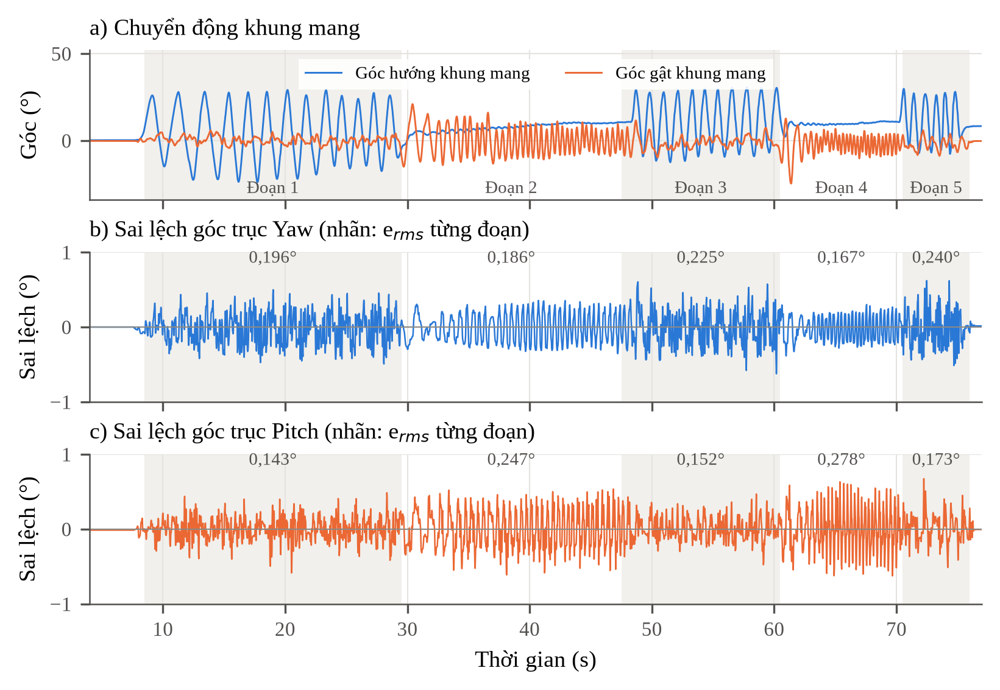 a) Chuyển động khung mang
50
0
Góc (°)
Góc hướng khung mang
Góc gật khung mang
Đoạn 1
Đoạn 2
Đoạn 3
Đoạn 4
Đoạn 5
b) Sai lệch góc trục Yaw (nhãn: erms từng đoạn)
1
0
−1
Sai lệch (°)
0,196°
0,186°
0,225°
0,167°
0,240°
c) Sai lệch góc trục Pitch (nhãn: erms từng đoạn)
1
0
−1
Sai lệch (°)
0,143°
0,247°
0,152°
0,278°
0,173°
10
20
30
40
50
60
70
Thời gian (s)